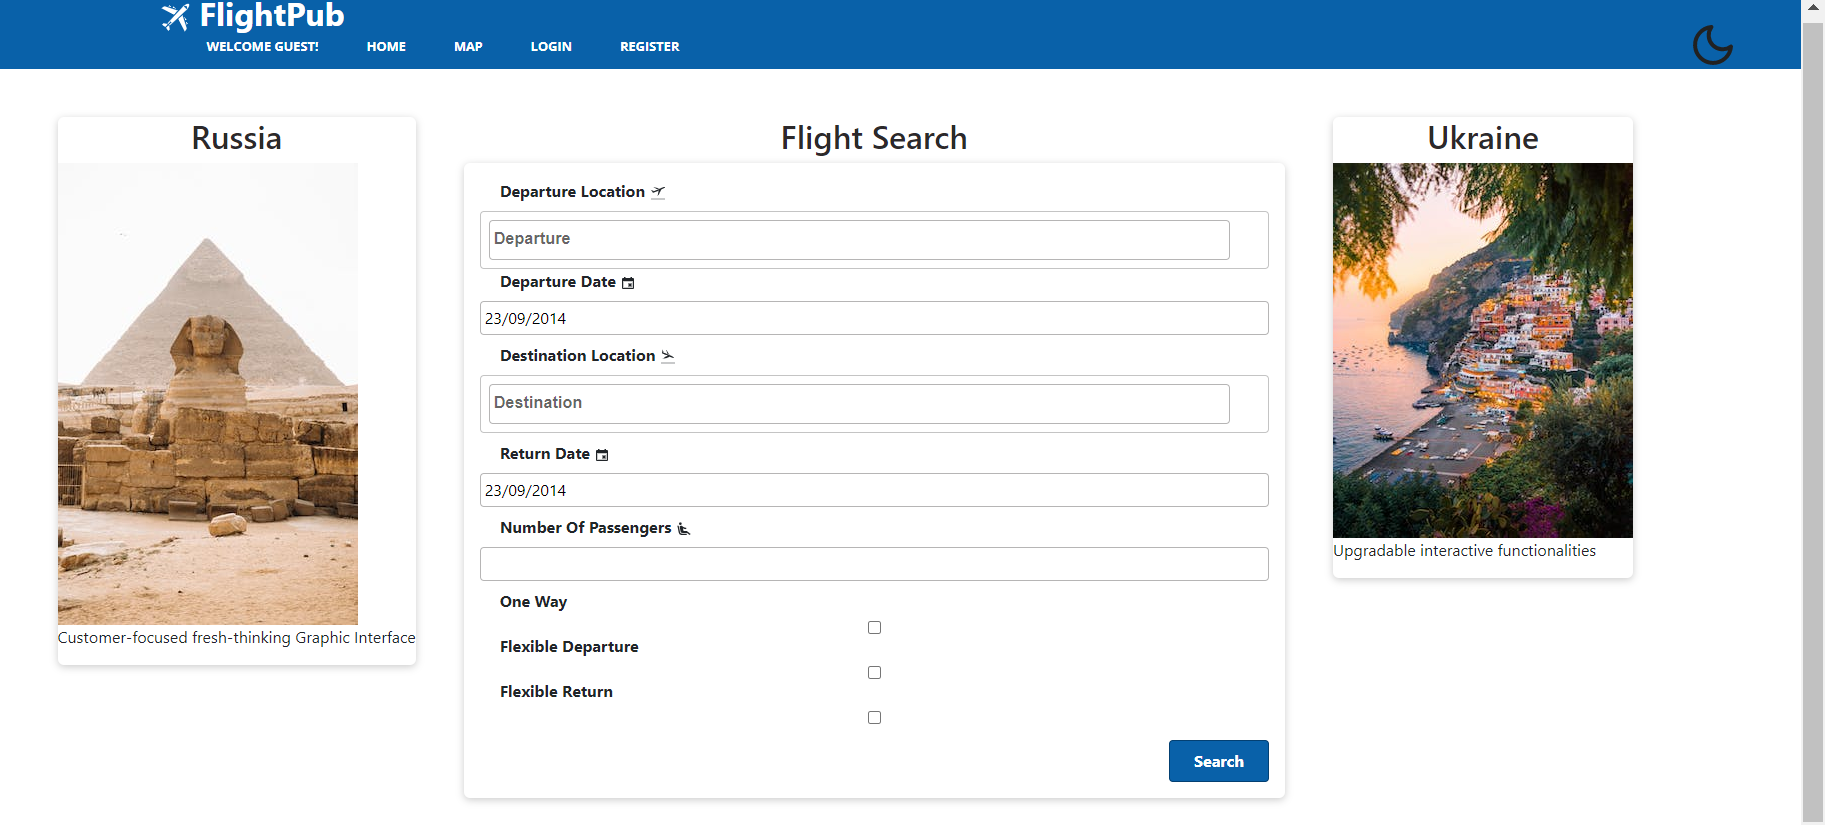 FlightPub
WELCOME GUEST! HOME MAP LOGIN REGISTER
Russia
Customer-focused fresh-thinking Graphic Interface
Flight Search
Departure Location
Departure
Departure Date
23/09/2014
Destination Location
Destination
Return Date
23/09/2014
Number Of Passengers
One Way
Flexible Departure
Flexible Return
Search
Ukraine
Upgradable interactive functionalities